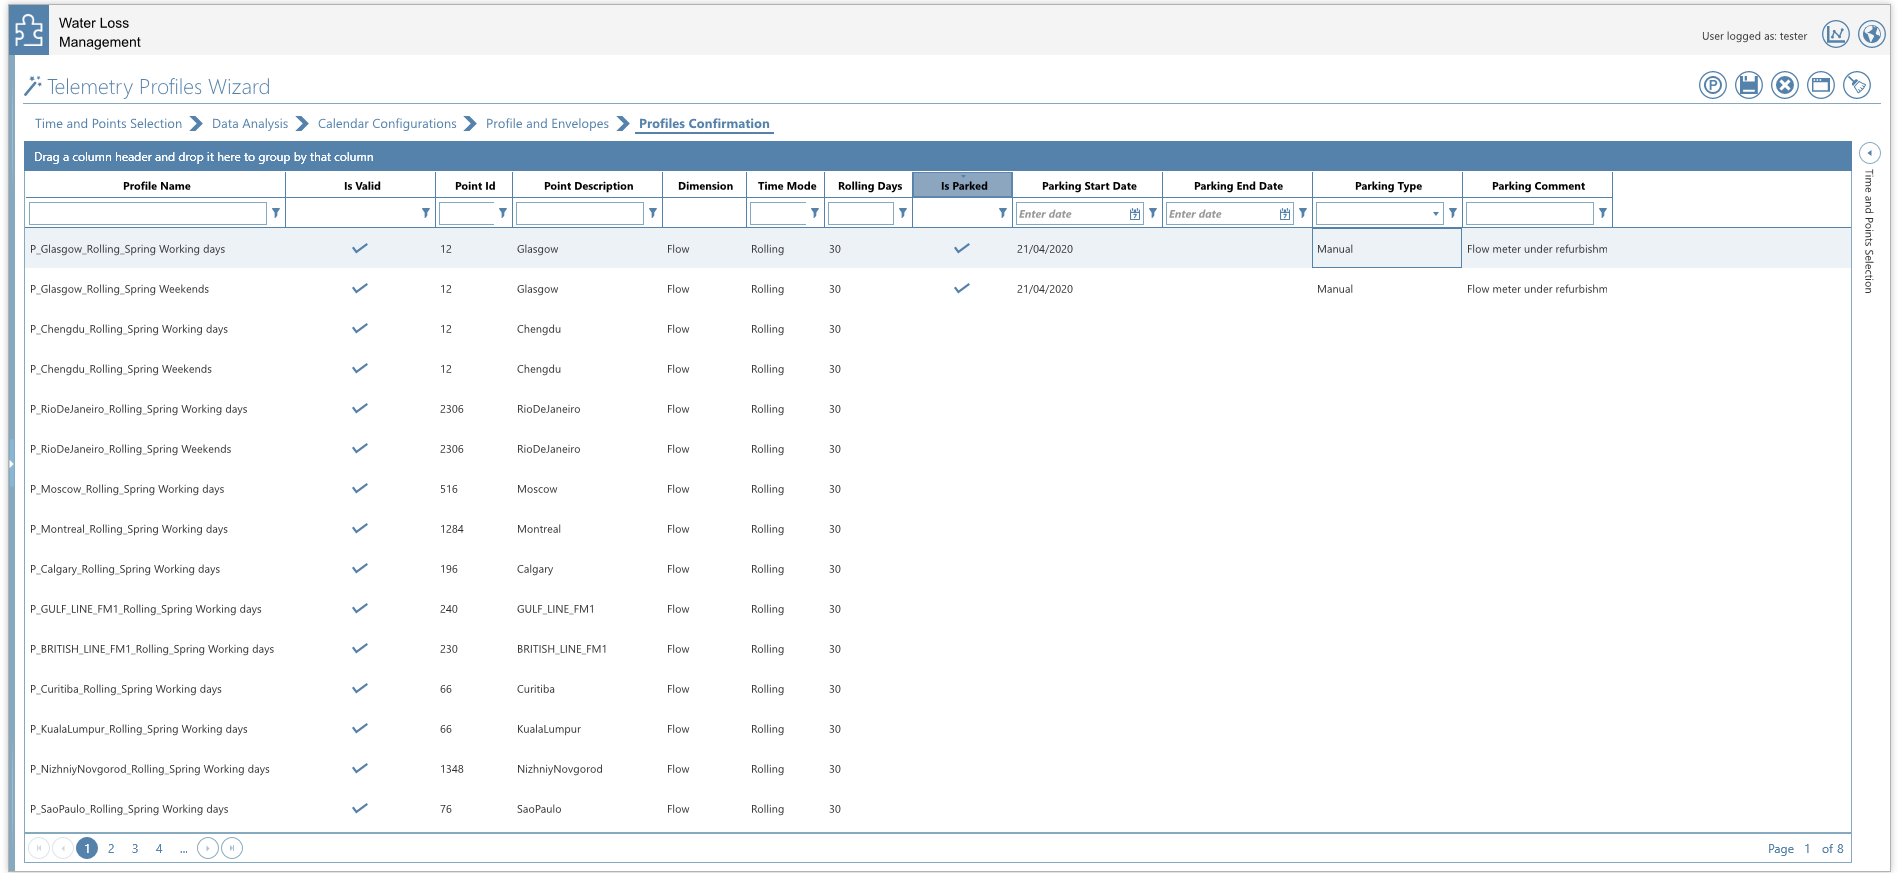 Water Loss
Management
User logged as: tester
Telemetry Profiles Wizard
Time and Points Selection Data Analysis Calendar Configurations Profile and Envelopes Profiles Confirmation
Drag a column header and drop it here to group by that column
Profile Name Is Valid Point Id Point Description Dimension Time Mode Rolling Days Is Parked Parking Start Date Parking End Date Parking Type Parking Comment
Enter date Enter date
P_Glasgow_Rolling_Spring Working days 12 Glasgow Flow Rolling 30 21/04/2020 Manual Flow meter under refurbishm
P_Glasgow_Rolling_Spring Weekends 12 Glasgow Flow Rolling 30 21/04/2020 Manual Flow meter under refurbishm
P_Chengdu_Rolling_Spring Working days 12 Chengdu Flow Rolling 30
P_Chengdu_Rolling_Spring Weekends 12 Chengdu Flow Rolling 30
P_RioDeJaneiro_Rolling_Spring Working days 2306 RioDeJaneiro Flow Rolling 30
P_RioDeJaneiro_Rolling_Spring Weekends 2306 RioDeJaneiro Flow Rolling 30
P_Moscow_Rolling_Spring Working days 516 Moscow Flow Rolling 30
P_Montreal_Rolling_Spring Working days 1284 Montreal Flow Rolling 30
P_Calgary_Rolling_Spring Working days 196 Calgary Flow Rolling 30
P_GULF_LINE_FM1_Rolling_Spring Working days 240 GULF_LINE_FM1 Flow Rolling 30
P_BRITISH_LINE_FM1_Rolling_Spring Working days 230 BRITISH_LINE_FM1 Flow Rolling 30
P_Curitiba_Rolling_Spring Working days 66 Curitiba Flow Rolling 30
P_KualaLumpur_Rolling_Spring Working days 66 KualaLumpur Flow Rolling 30
P_NizhniyNovgorod_Rolling_Spring Working days 1348 NizhniyNovgorod Flow Rolling 30
P_SaoPaulo_Rolling_Spring Working days 76 SaoPaulo Flow Rolling 30
1 2 3 4 ... Page 1 of 8
Time and Points Selection